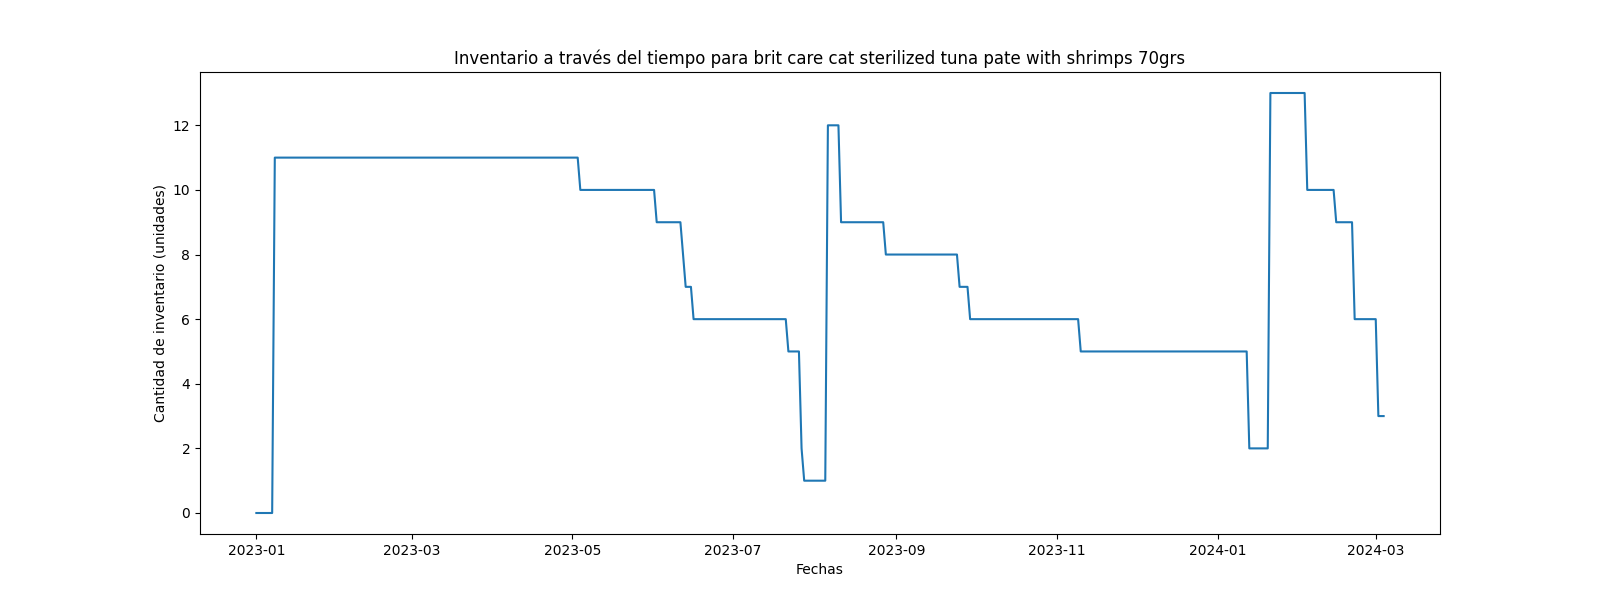 Inventario a través del tiempo para brit care cat sterilized tuna pate with shrimps 70grs
Cantidad de inventario (unidades)
12
10
8
6
4
2
0
2023-01 2023-03 2023-05 2023-07 2023-09 2023-11 2024-01 2024-03
Fechas